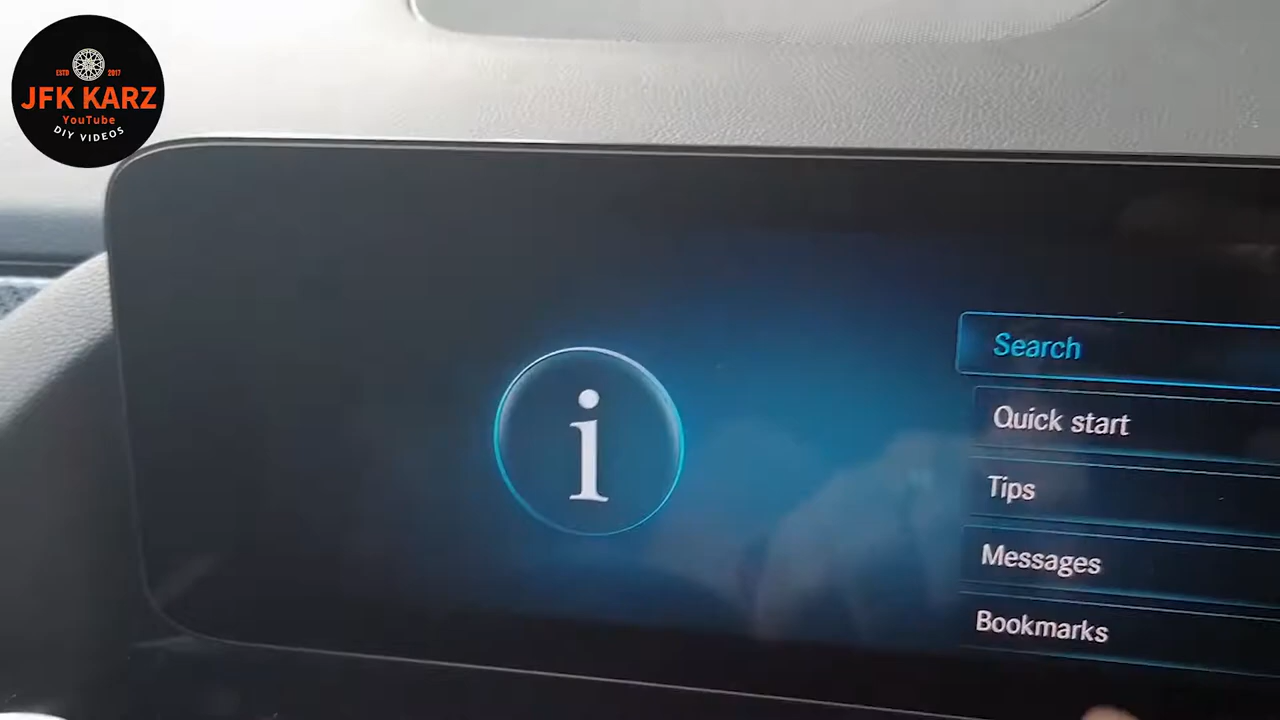 ESTD 2017
JFK KARZ
YouTube
DIY VIDEOS
i
Search
Quick start
Tips
Messages
Bookmarks